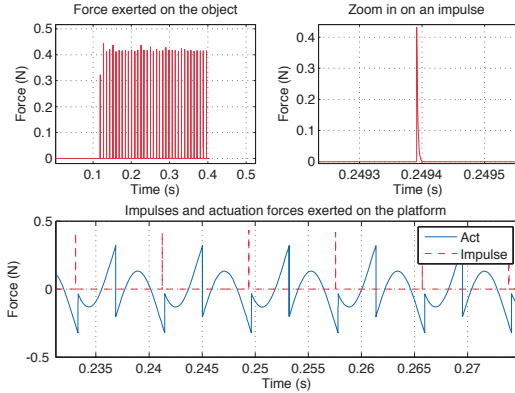 Force exerted on the object
Zoom in on an impulse
Force (N)
0.5
0.4
0.3
0.2
0.1
0
0.1 0.2 0.3 0.4 0.5
Time (s)
Force (N)
0.4
0.3
0.2
0.1
0
0.2493 0.2494 0.2495
Time (s)
Impulses and actuation forces exerted on the platform
Force (N)
0.5
0
-0.5
Act
Impulse
0.235 0.24 0.245 0.25 0.255 0.26 0.265 0.27
Time (s)